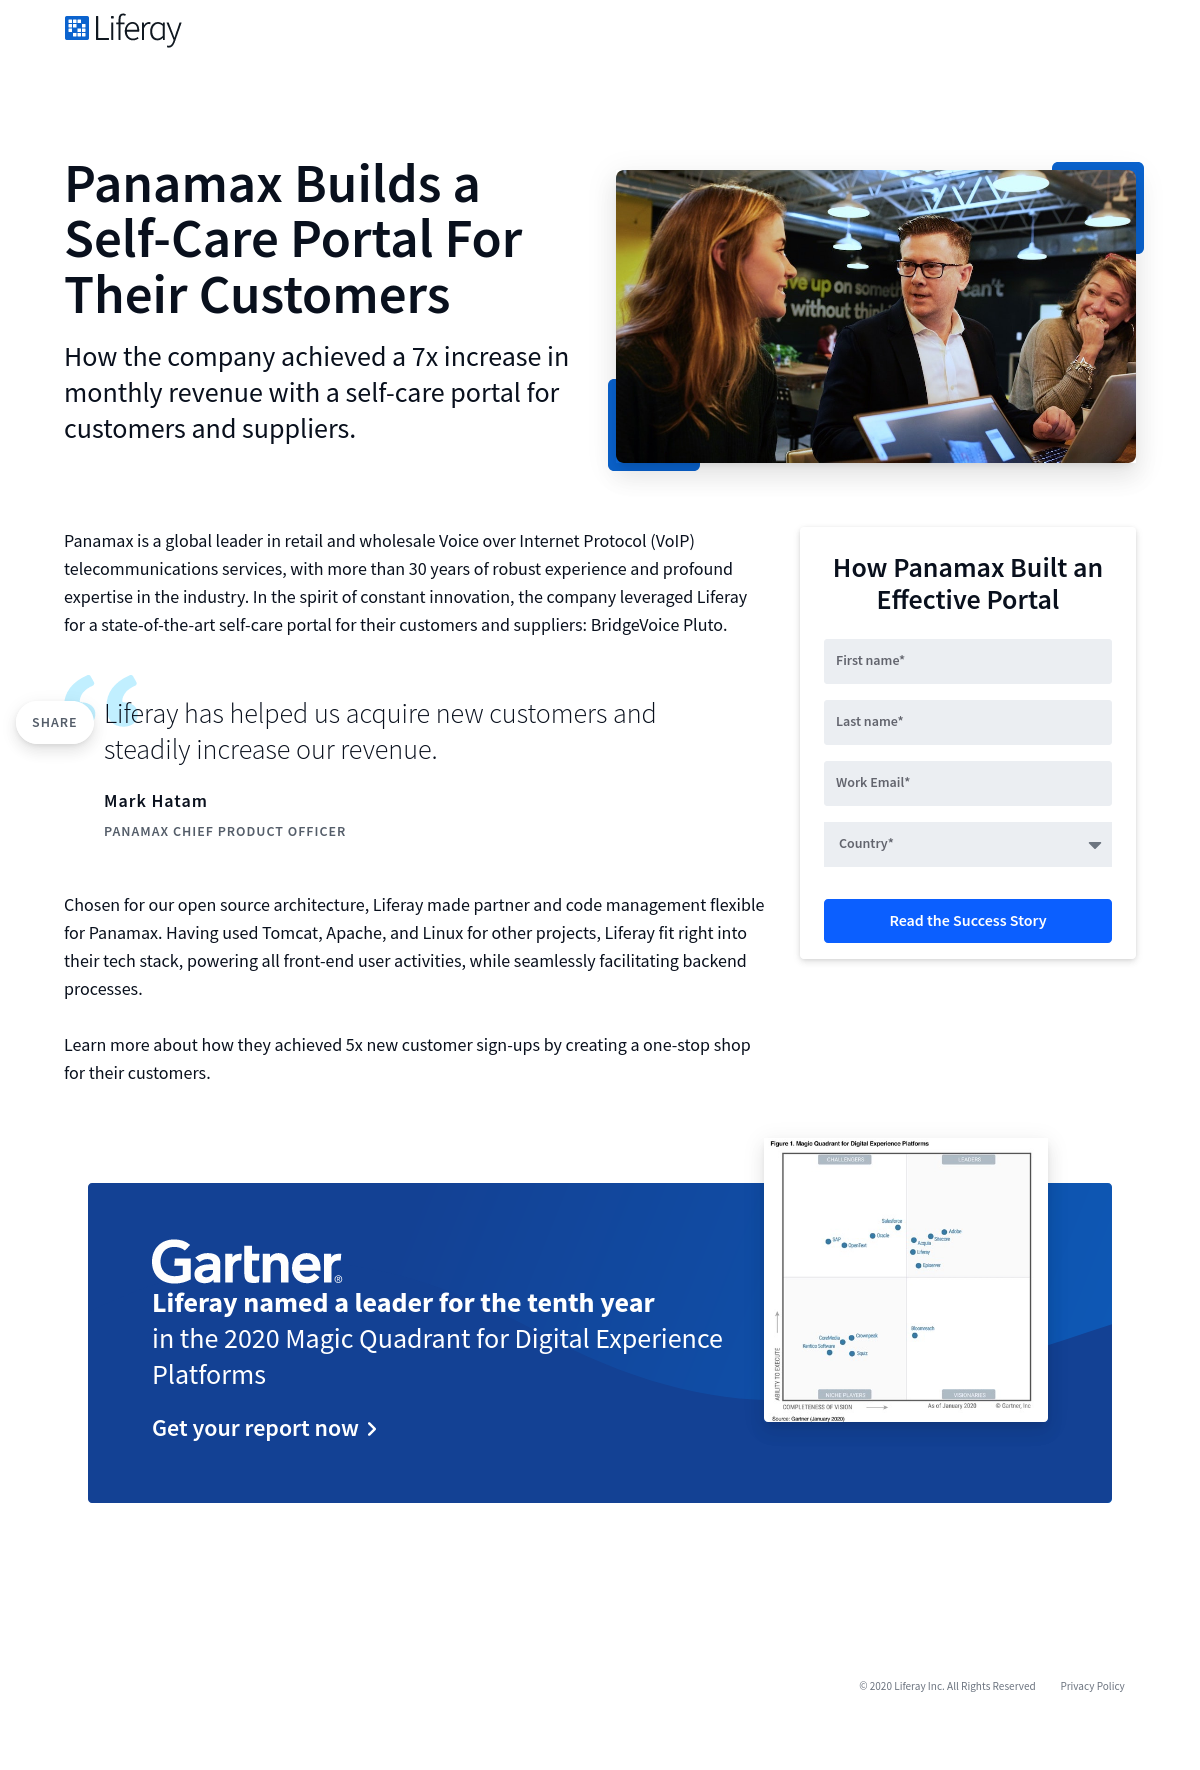 Liferay
Panamax Builds a
Self-Care Portal For
Their Customers
How the company achieved a 7x increase in
monthly revenue with a self-care portal for
customers and suppliers.
ve up on someth
can't
without think
Panamax is a global leader in retail and wholesale Voice over Internet Protocol (VoIP)
telecommunications services, with more than 30 years of robust experience and profound
expertise in the industry. In the spirit of constant innovation, the company leveraged Liferay
for a state-of-the-art self-care portal for their customers and suppliers: BridgeVoice Pluto.
“
Liferay has helped us acquire new customers and
steadily increase our revenue.
SHARE
Mark Hatam
PANAMAX CHIEF PRODUCT OFFICER
Chosen for our open source architecture, Liferay made partner and code management flexible
for Panamax. Having used Tomcat, Apache, and Linux for other projects, Liferay fit right into
their tech stack, powering all front-end user activities, while seamlessly facilitating backend
processes.
Learn more about how they achieved 5x new customer sign-ups by creating a one-stop shop
for their customers.
How Panamax Built an
Effective Portal
First name*
Last name*
Work Email*
Country*
Read the Success Story
Gartner®
Liferay named a leader for the tenth year
in the 2020 Magic Quadrant for Digital Experience
Platforms
Get your report now
Figure 1. Magic Quadrant for Digital Experience Platforms
CHALLENGERS
LEADERS
Salesforce
SAP
OpenText
Oracle
Adobe
Sitecore
Acquia
Liferay
Episerver
Bloomreach
CoreMedia
Crownpeak
Kentico Software
Squiz
NICHE PLAYERS
VISIONARIES
ABILITY TO EXECUTE
COMPLETENESS OF VISION
As of January 2020
© Gartner, Inc
Source: Gartner (January 2020)
© 2020 Liferay Inc. All Rights Reserved
Privacy Policy